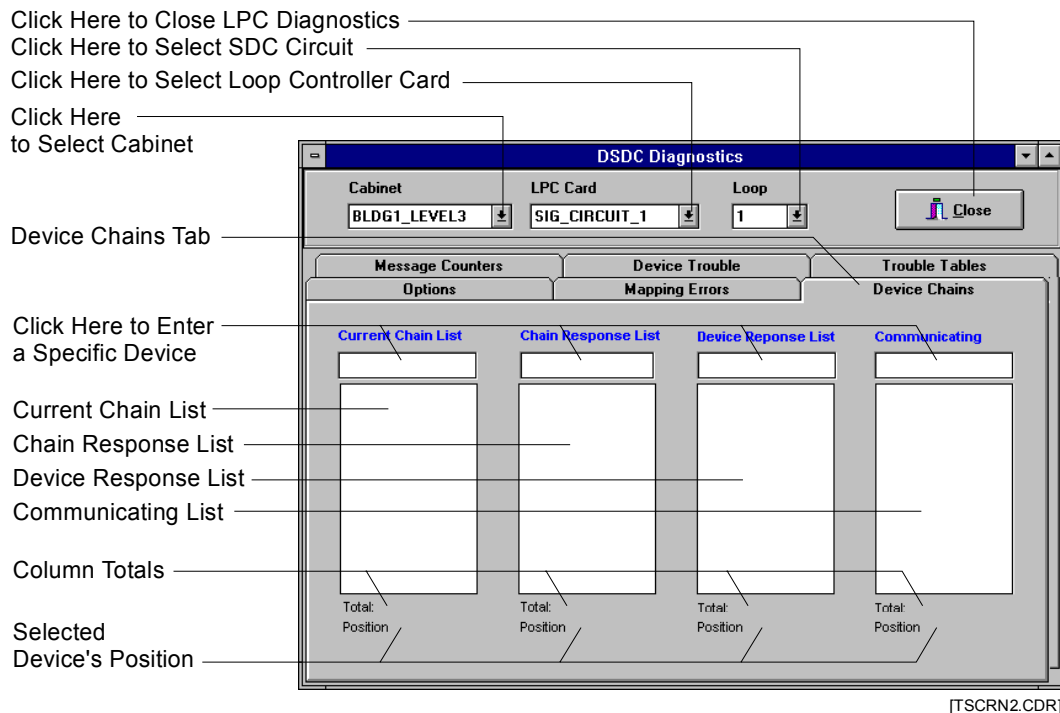 Click Here to Close LPC Diagnostics
Click Here to Select SDC Circuit
Click Here to Select Loop Controller Card
Click Here
to Select Cabinet
DSDC Diagnostics
Cabinet LPC Card Loop
BLDG1_LEVEL3 SIG_CIRCUIT_1 1 Close
Device Chains Tab
Message Counters Device Trouble Trouble Tables
Options Mapping Errors Device Chains
Click Here to Enter
a Specific Device
Current Chain List Chain Response List Device Reponse List Communicating
Current Chain List
Chain Response List
Device Response List
Communicating List
Column Totals
Total: Total: Total: Total:
Position Position Position Position
Selected
Device's Position
[TSCRN2.CDR]